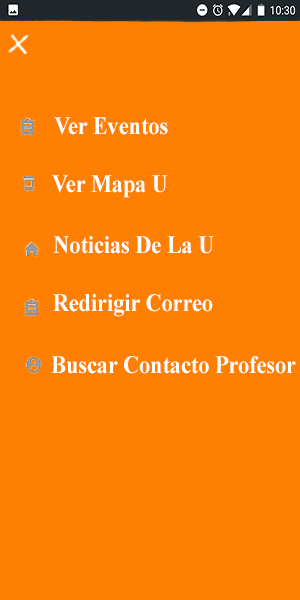 10:30
Ver Eventos
Ver Mapa U
Noticias De La U
Redirigir Correo
Buscar Contacto Profesor